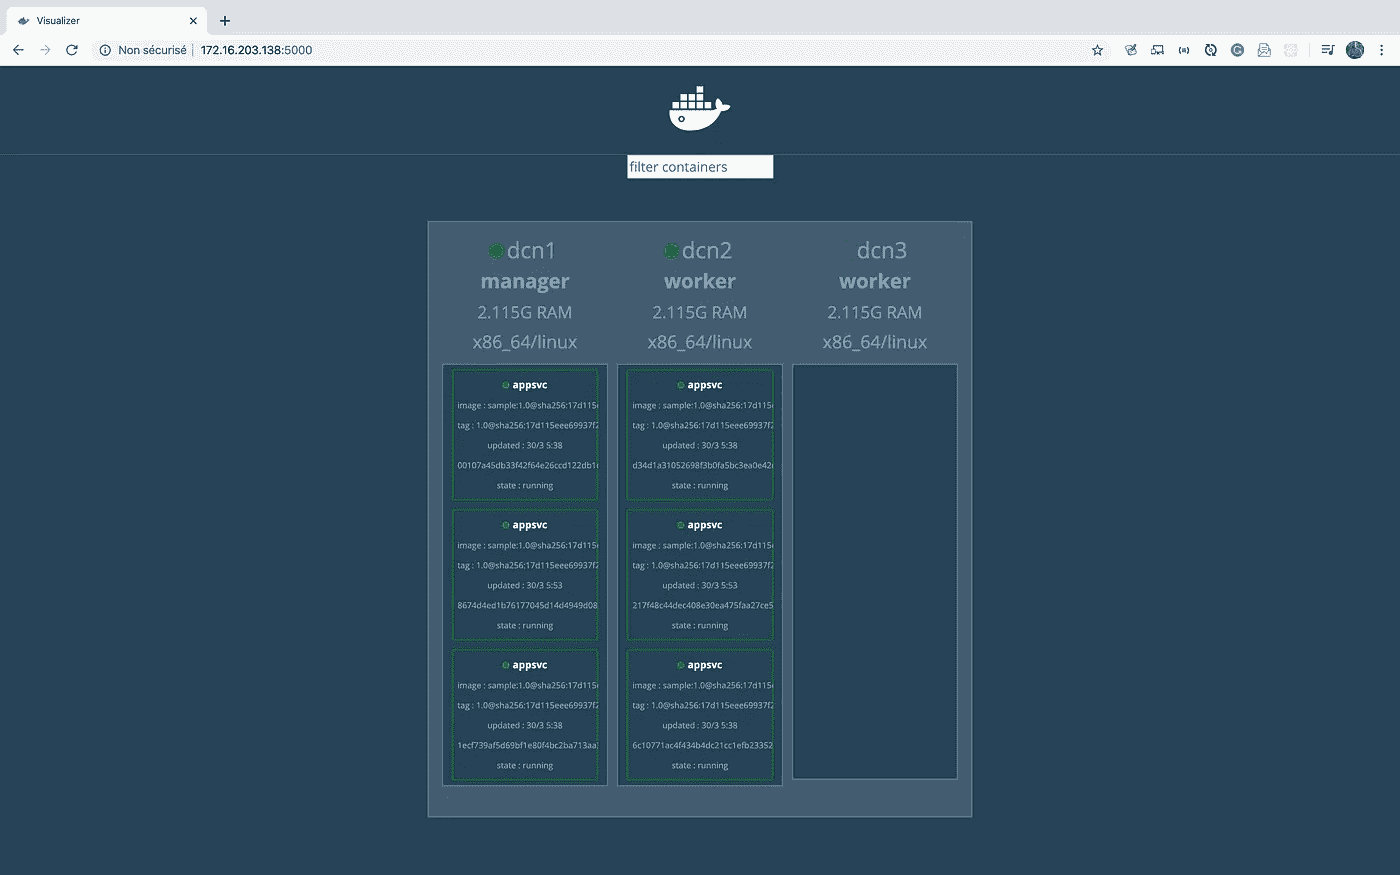 Visualizer
Non sécurisé
172.16.203.138:5000
filter containers
dcn1
manager
2.115G RAM
x86_64/linux
appsvc
image : sample:1.0@sha256:17d115
tag : 1.0@sha256:17d115eee69937f2
updated : 30/3 5:38
00107a45db33f42f64e26ccd122db1
state : running
appsvc
image : sample:1.0@sha256:17d115
tag : 1.0@sha256:17d115eee69937f2
updated : 30/3 5:53
8674d4ed1b76177045d14d4949d08
state : running
appsvc
image : sample:1.0@sha256:17d115
tag : 1.0@sha256:17d115eee69937f2
updated : 30/3 5:38
1ecf739af5d69bf1e80f4bc2ba713aa
state : running
dcn2
worker
2.115G RAM
x86_64/linux
appsvc
image : sample:1.0@sha256:17d115
tag : 1.0@sha256:17d115eee69937f2
updated : 30/3 5:38
d34d1a31052698f3b0fa5bc3ea0e42
state : running
appsvc
image : sample:1.0@sha256:17d115
tag : 1.0@sha256:17d115eee69937f2
updated : 30/3 5:53
217f48c44dec408e30ea475faa27ce5
state : running
appsvc
image : sample:1.0@sha256:17d115
tag : 1.0@sha256:17d115eee69937f2
updated : 30/3 5:38
6c10771ac4f434b4dc21cc1efb23352
state : running
dcn3
worker
2.115G RAM
x86_64/linux